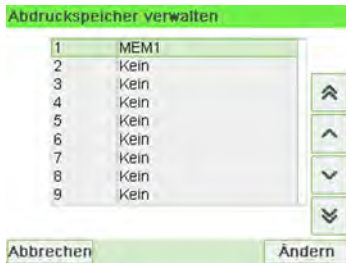 Abdruckspeicher verwalten
1 MEM1
2 Kein
3 Kein
4 Kein
5 Kein
6 Kein
7 Kein
8 Kein
9 Kein
Abbrechen Ändern